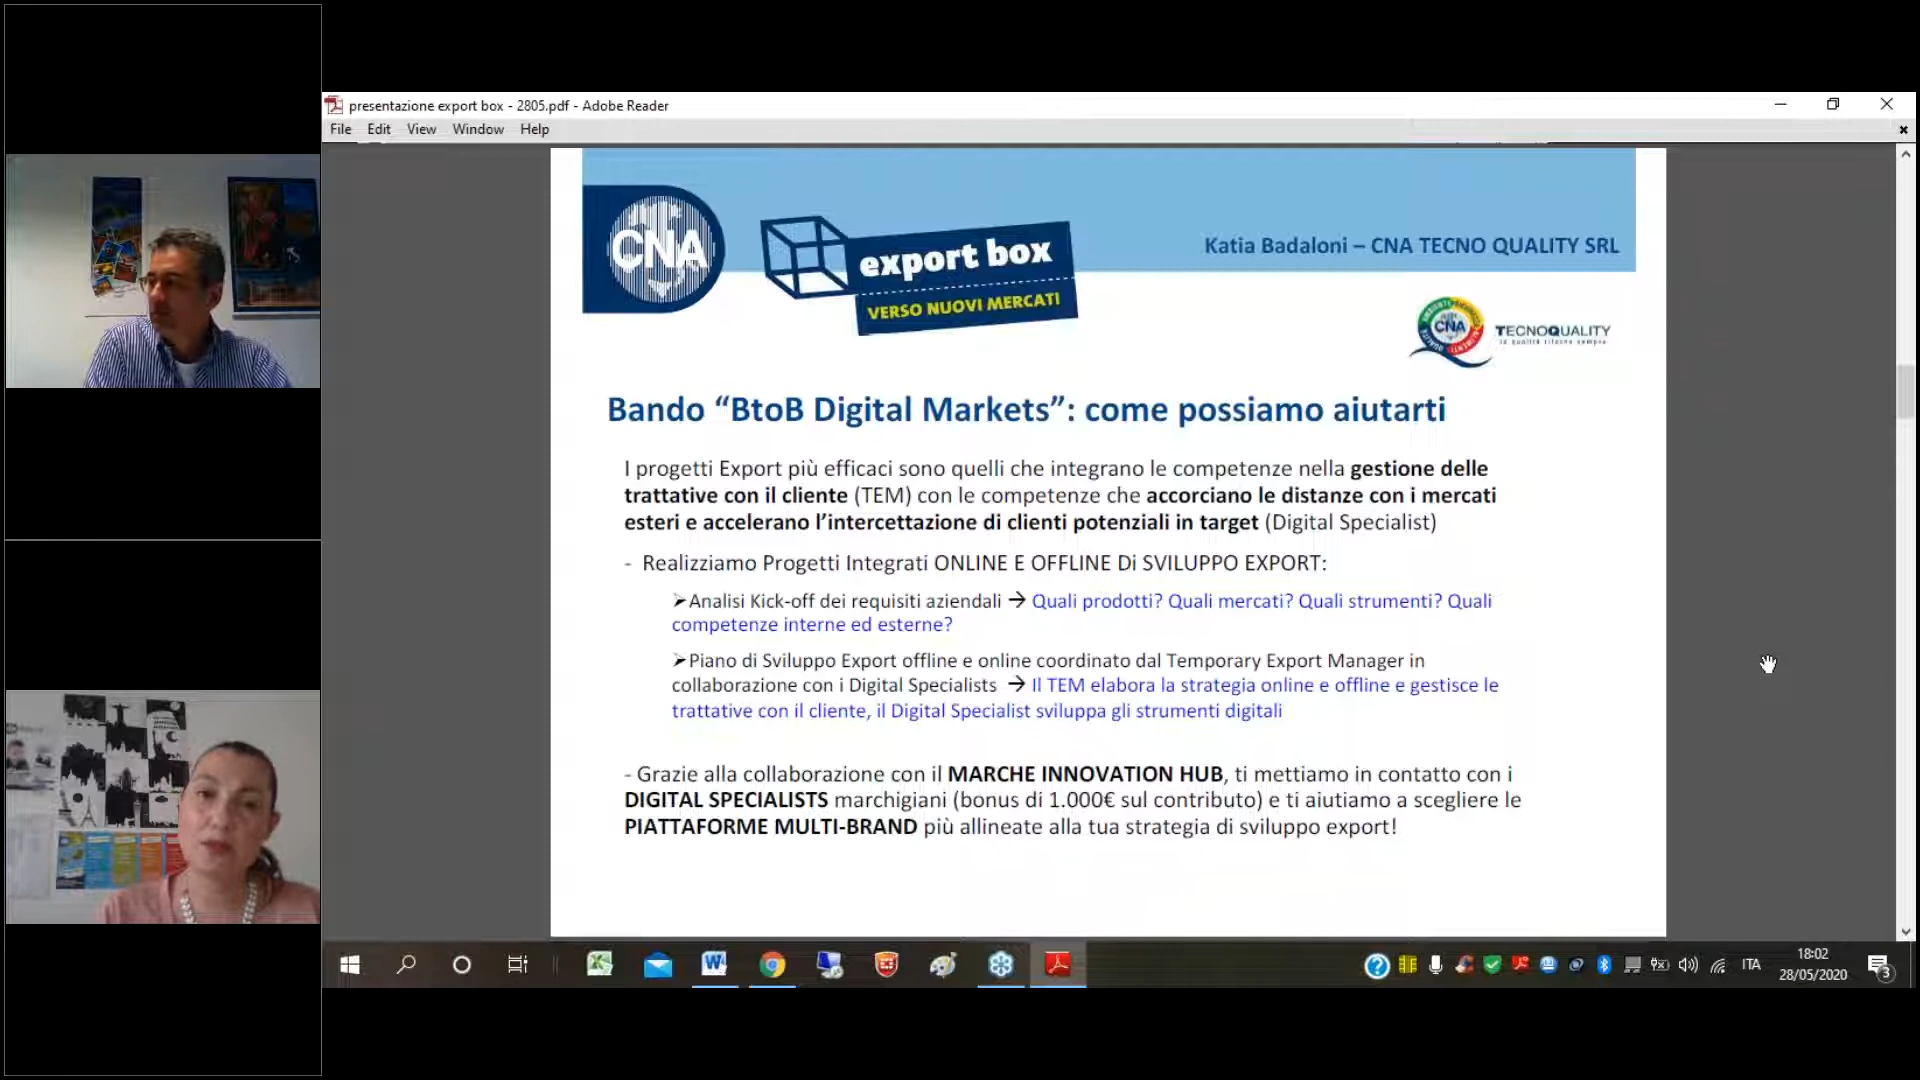 presentazione export box - 2805.pdf - Adobe Reader
File Edit View Window Help
CNA
export box
VERSO NUOVI MERCATI
Katia Badaloni – CNA TECNO QUALITY SRL
CNA
TECNOQUALITY
la qualità ritorna sempre
Bando “BtoB Digital Markets”: come possiamo aiutarti
I progetti Export più efficaci sono quelli che integrano le competenze nella gestione delle
trattative con il cliente (TEM) con le competenze che accorciano le distanze con i mercati
esteri e accelerano l’intercettazione di clienti potenziali in target (Digital Specialist)
- Realizziamo Progetti Integrati ONLINE E OFFLINE Di SVILUPPO EXPORT:
➢Analisi Kick-off dei requisiti aziendali → Quali prodotti? Quali mercati? Quali strumenti? Quali
competenze interne ed esterne?
➢Piano di Sviluppo Export offline e online coordinato dal Temporary Export Manager in
collaborazione con i Digital Specialists → Il TEM elabora la strategia online e offline e gestisce le
trattative con il cliente, il Digital Specialist sviluppa gli strumenti digitali
- Grazie alla collaborazione con il MARCHE INNOVATION HUB, ti mettiamo in contatto con i
DIGITAL SPECIALISTS marchigiani (bonus di 1.000€ sul contributo) e ti aiutiamo a scegliere le
PIATTAFORME MULTI-BRAND più allineate alla tua strategia di sviluppo export!
ITA
18:02
28/05/2020
3